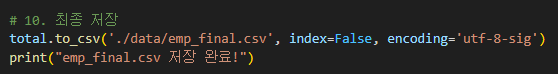 # 10. 최종 저장
total.to_csv('./data/emp_final.csv', index=False, encoding='utf-8-sig')
print("emp_final.csv 저장 완료!")